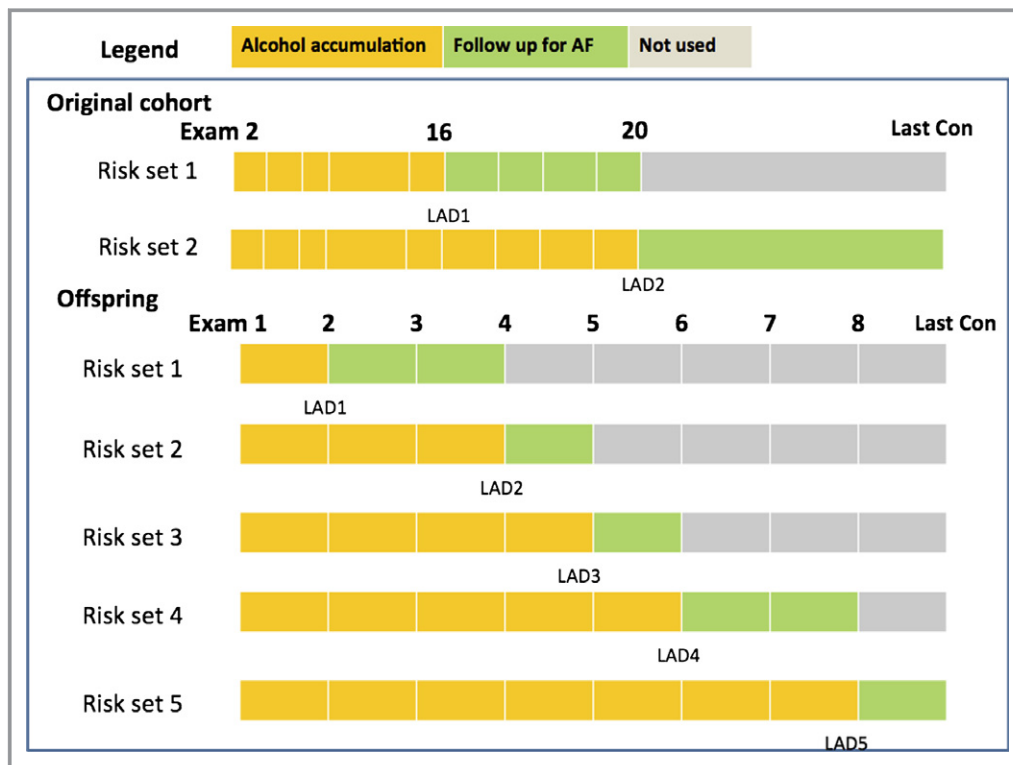 Legend Alcohol accumulation Follow up for AF Not used
Original cohort
Exam 2 16 20 Last Con
Risk set 1
LAD1
Risk set 2
LAD2
Offspring
Exam 1 2 3 4 5 6 7 8 Last Con
Risk set 1
LAD1
Risk set 2
LAD2
Risk set 3
LAD3
Risk set 4
LAD4
Risk set 5
LAD5